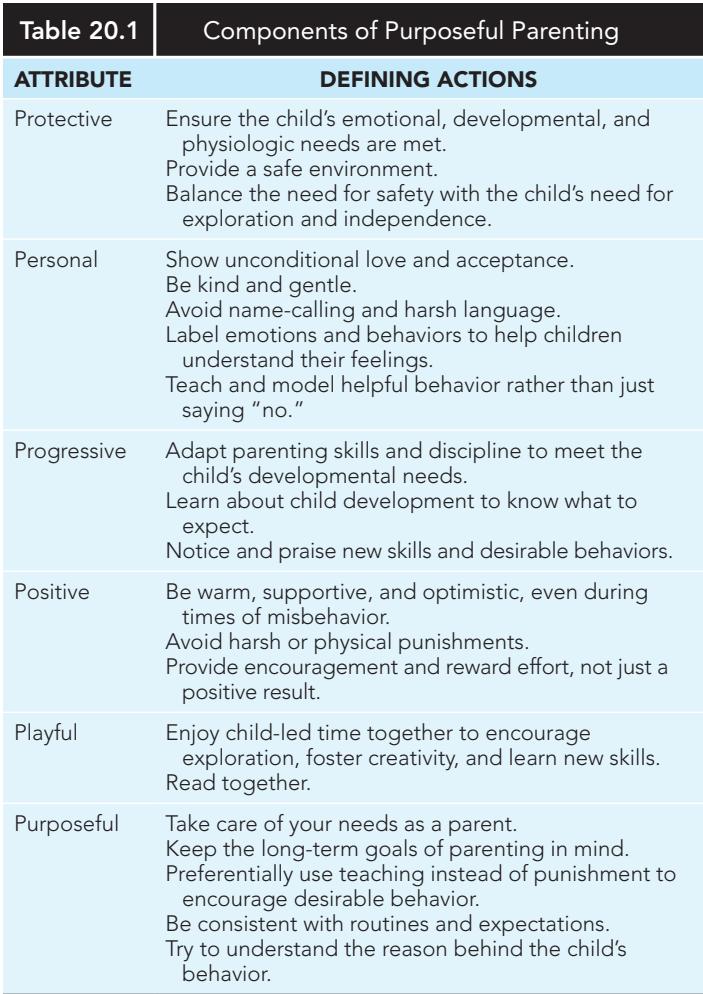 Table 20.1 Components of Purposeful Parenting
ATTRIBUTE DEFINING ACTIONS
Protective Ensure the child’s emotional, developmental, and
physiologic needs are met.
Provide a safe environment.
Balance the need for safety with the child’s need for
exploration and independence.
Personal Show unconditional love and acceptance.
Be kind and gentle.
Avoid name-calling and harsh language.
Label emotions and behaviors to help children
understand their feelings.
Teach and model helpful behavior rather than just
saying “no.”
Progressive Adapt parenting skills and discipline to meet the
child’s developmental needs.
Learn about child development to know what to
expect.
Notice and praise new skills and desirable behaviors.
Positive Be warm, supportive, and optimistic, even during
times of misbehavior.
Avoid harsh or physical punishments.
Provide encouragement and reward effort, not just a
positive result.
Playful Enjoy child-led time together to encourage
exploration, foster creativity, and learn new skills.
Read together.
Purposeful Take care of your needs as a parent.
Keep the long-term goals of parenting in mind.
Preferentially use teaching instead of punishment to
encourage desirable behavior.
Be consistent with routines and expectations.
Try to understand the reason behind the child’s
behavior.